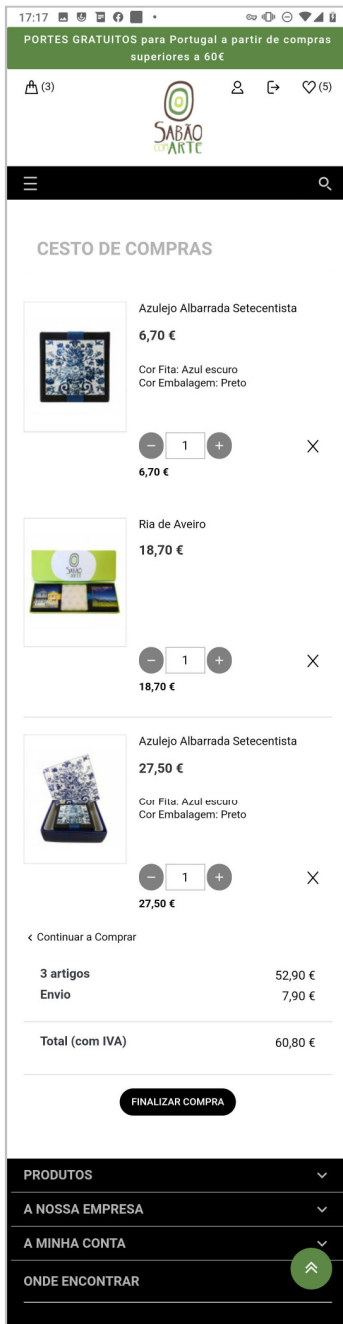 17:17
PORTES GRATUITOS para Portugal a partir de compras
superiores a 60€
(3)
SABÃO
COM ARTE
(5)
CESTO DE COMPRAS
Azulejo Albarrada Setecentista
6,70 €
Cor Fita: Azul escuro
Cor Embalagem: Preto
1
6,70 €
Ria de Aveiro
18,70 €
SABÃO
1
18,70 €
Azulejo Albarrada Setecentista
27,50 €
Cor Fita: Azul escuro
Cor Embalagem: Preto
1
27,50 €
Continuar a Comprar
3 artigos 52,90 €
Envio 7,90 €
Total (com IVA) 60,80 €
FINALIZAR COMPRA
PRODUTOS
A NOSSA EMPRESA
A MINHA CONTA
ONDE ENCONTRAR